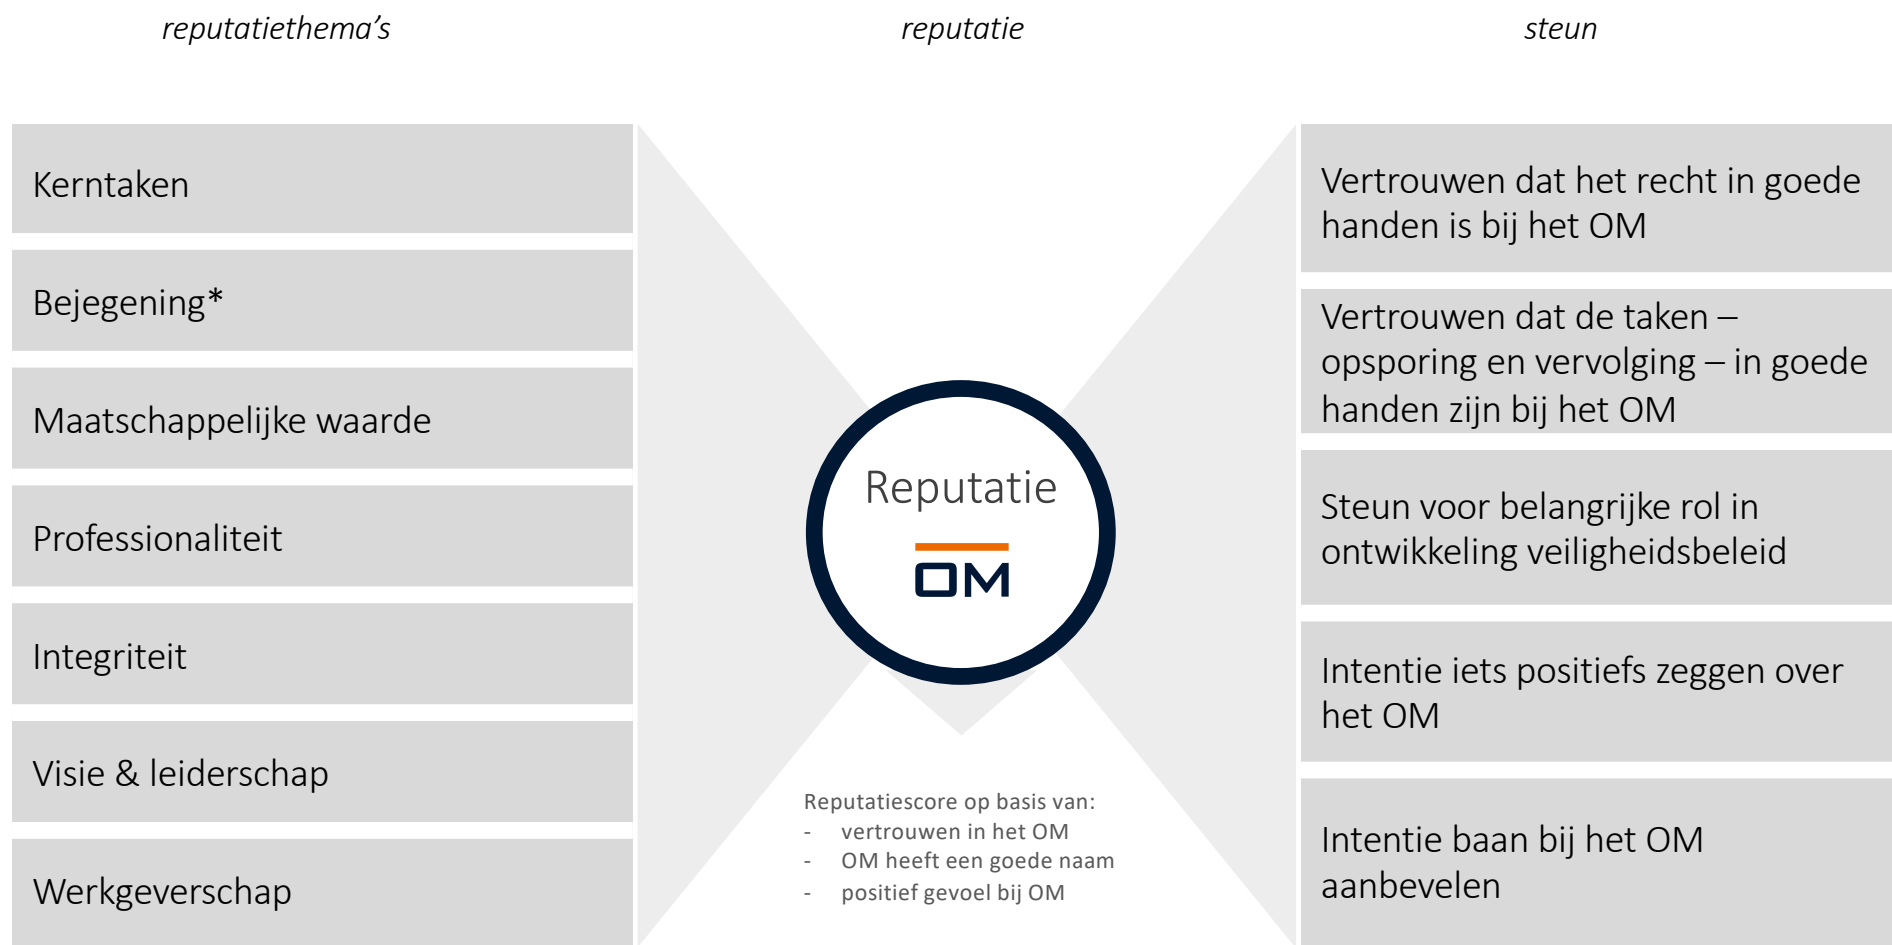 reputatiethema's
reputatie
steun
Kerntaken
Bejegening*
Maatschappelijke waarde
Professionaliteit
Integriteit
Visie & leiderschap
Werkgeverschap
Reputatie
OM
Reputatiescore op basis van:
- vertrouwen in het OM
- OM heeft een goede naam
- positief gevoel bij OM
Vertrouwen dat het recht in goede
handen is bij het OM
Vertrouwen dat de taken –
opsporing en vervolging – in goede
handen zijn bij het OM
Steun voor belangrijke rol in
ontwikkeling veiligheidsbeleid
Intentie iets positiefs zeggen over
het OM
Intentie baan bij het OM
aanbevelen